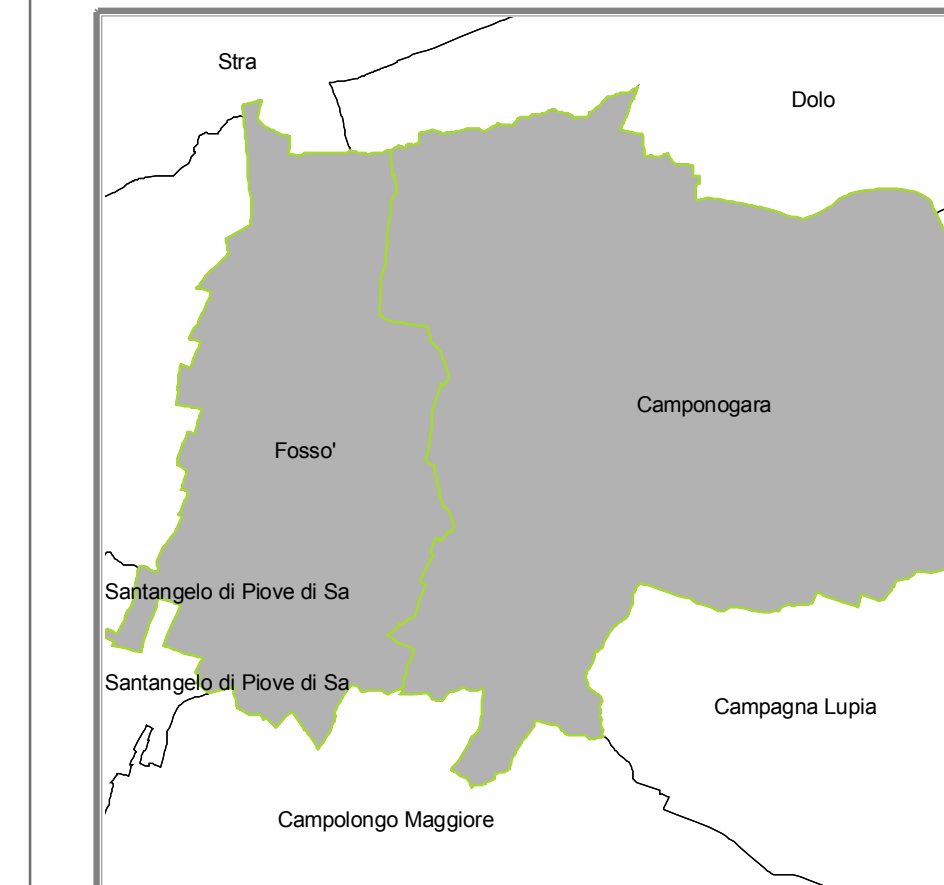 Stra
Dolo
Camponogara
Fosso'
Santangelo di Piove di Sa
Santangelo di Piove di Sa
Campagna Lupia
Campolongo Maggiore